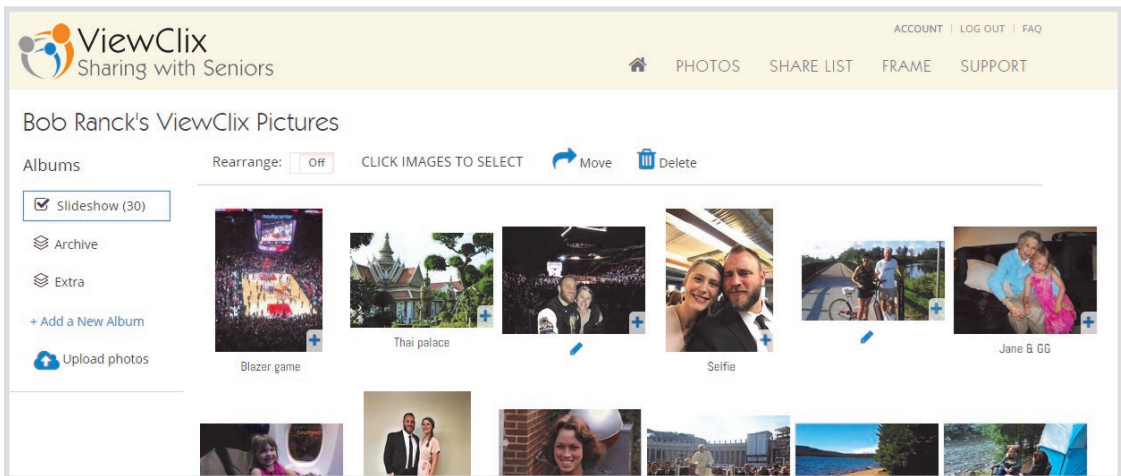 ViewClix
Sharing with Seniors
ACCOUNT | LOG OUT | FAQ
PHOTOS SHARE LIST FRAME SUPPORT
Bob Ranck's ViewClix Pictures
Albums
Rearrange: Off CLICK IMAGES TO SELECT Move Delete
Slideshow (30)
Archive
Extra
+ Add a New Album
Upload photos
modacenter
Blazer game
Thai palace
Selfie
Jane & GG